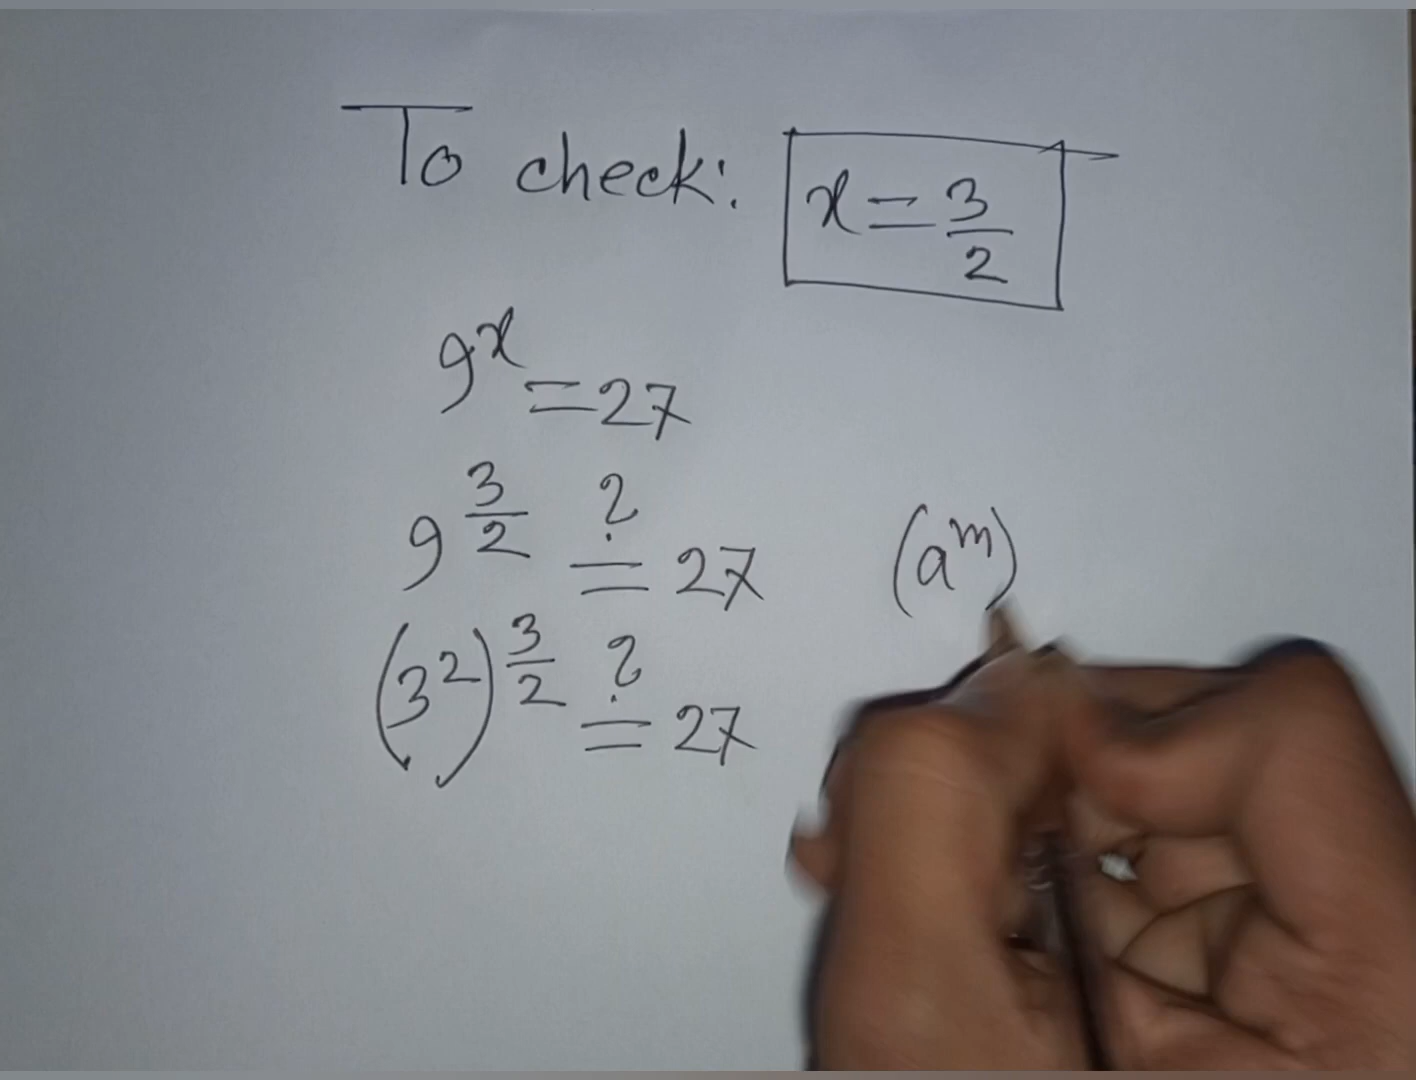 To check: x = 3/2
9^x = 27
9^(3/2) ?= 27 (a^m)
(3^2)^(3/2) ?= 27